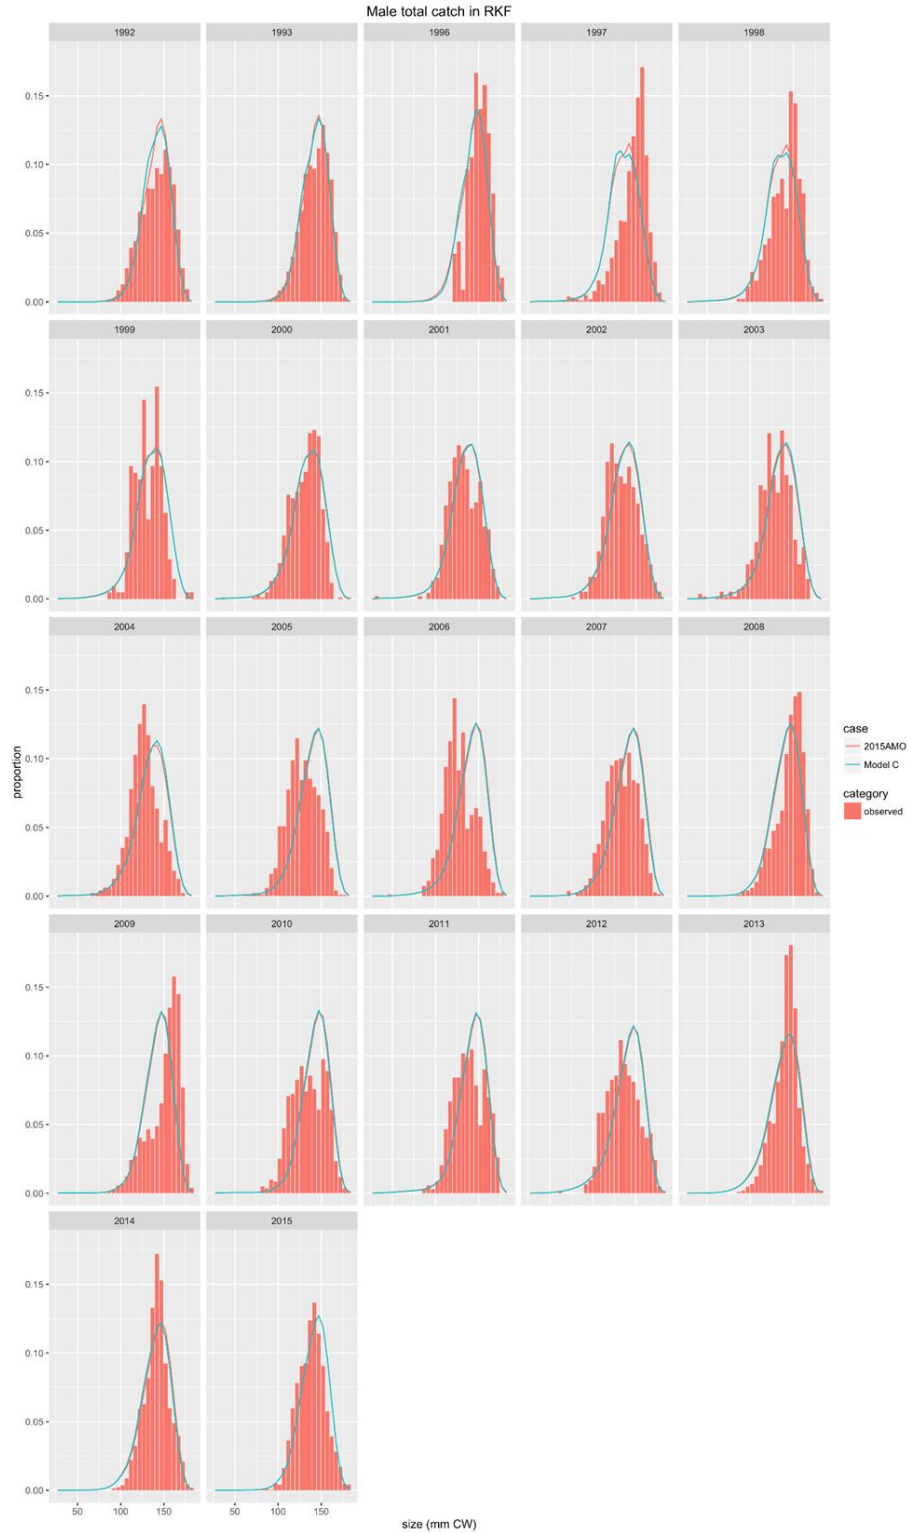 Male total catch in RKF
1992 1993 1996 1997 1998
0.15
0.10
0.05
0.00
1999 2000 2001 2002 2003
0.15
0.10
0.05
0.00
2004 2005 2006 2007 2008
0.15
0.10
0.05
0.00
proportion
case
2015AMO
Model C
category
observed
2009 2010 2011 2012 2013
0.15
0.10
0.05
0.00
2014 2015
0.15
0.10
0.05
0.00
50 100 150 50 100 150
size (mm CW)